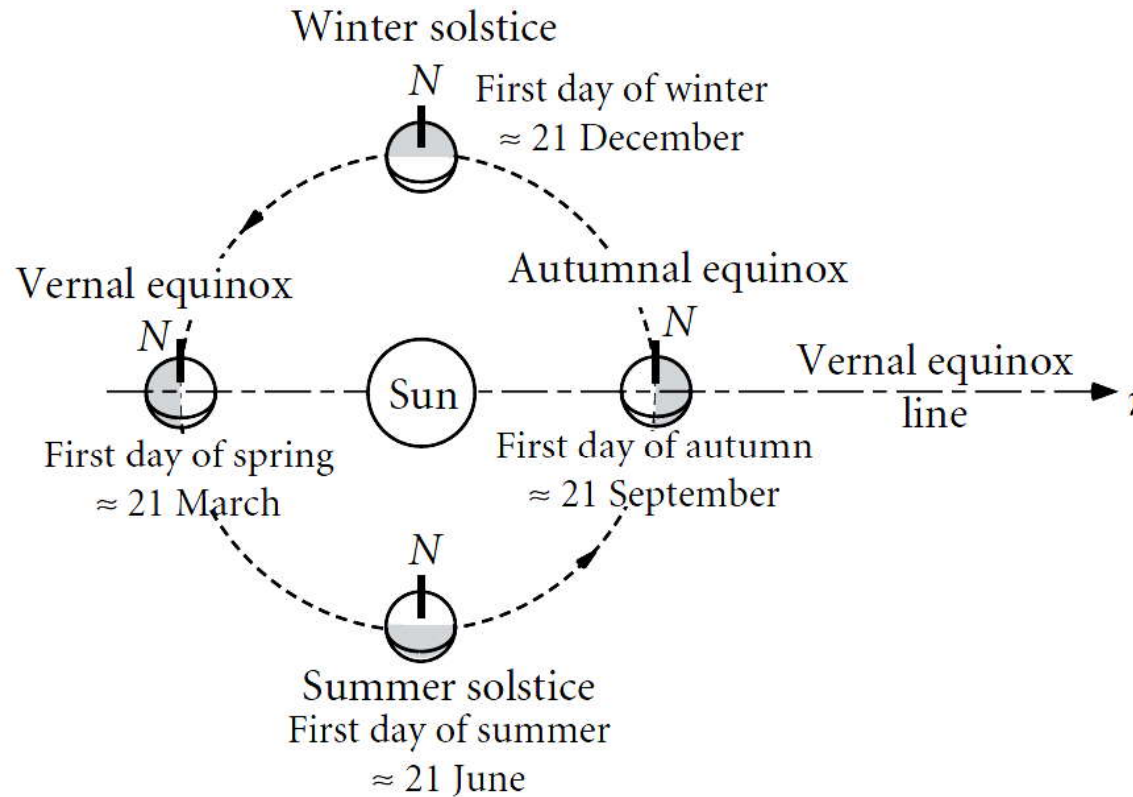 Winter solstice
N
First day of winter
≈ 21 December
Vernal equinox
Autumnal equinox
N
N
Sun
Vernal equinox
line
First day of spring
≈ 21 March
First day of autumn
≈ 21 September
N
Summer solstice
First day of summer
≈ 21 June